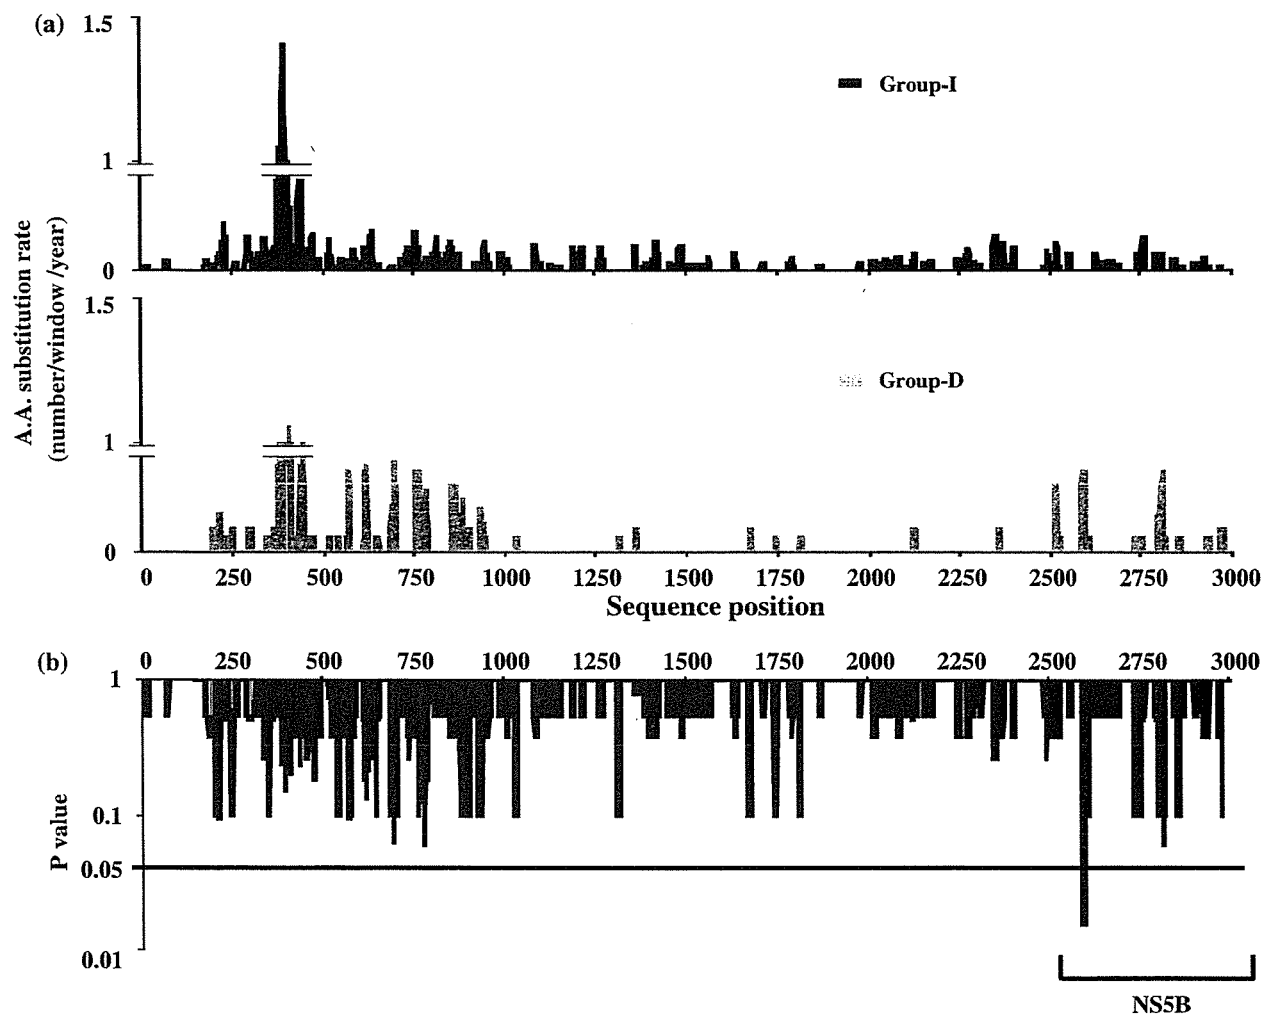 (a)
1.5
Group-I
1
0
1.5
Group-D
1
0
A.A. substitution rate
(number/window /year)
0 250 500 750 1000 1250 1500 1750 2000 2250 2500 2750 3000
Sequence position
(b)
0 250 500 750 1000 1250 1500 1750 2000 2250 2500 2750 3000
1
0.1
0.05
0.01
P value
NS5B